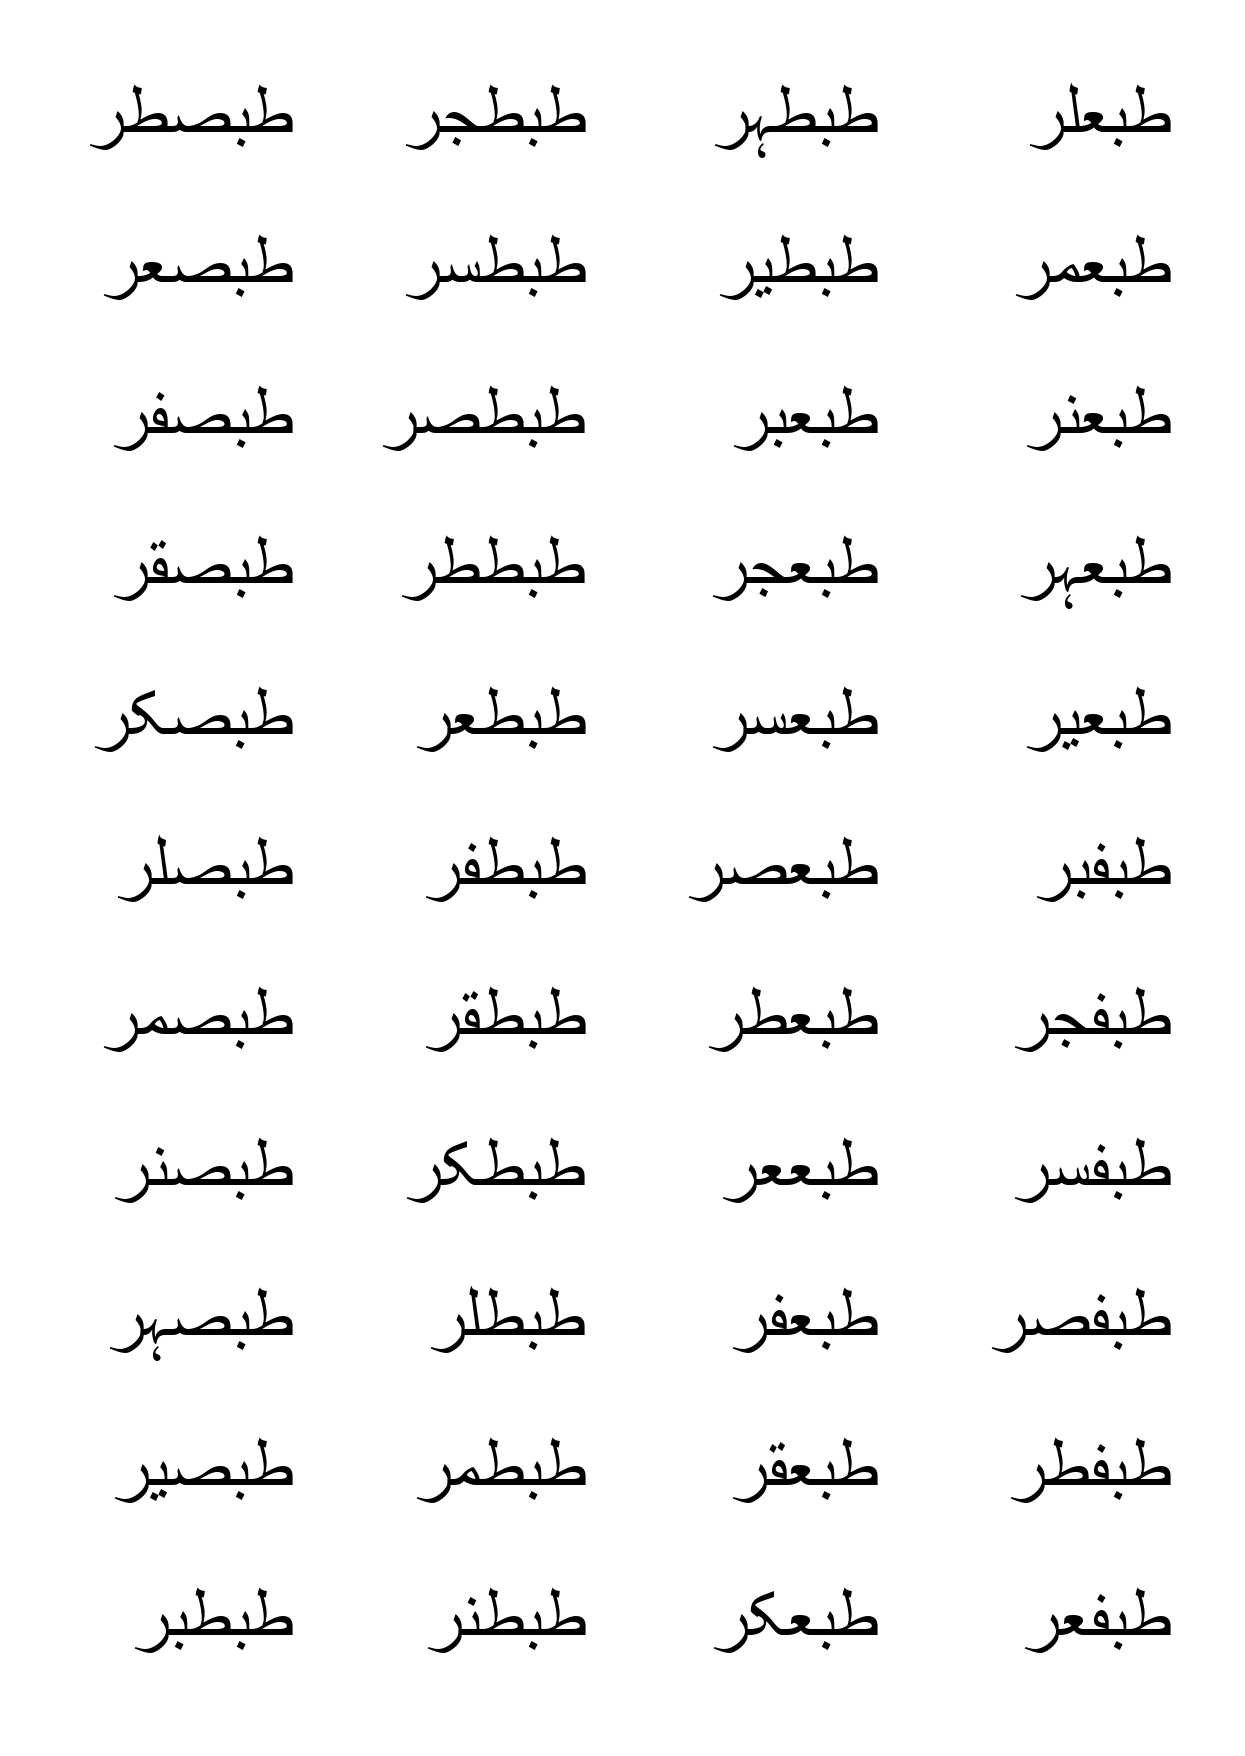 طبعلر طبطہر طبطجر طبصطر
طبعمر طبطیر طبطسر طبصعر
طبعنر طبعبر طبطصر طبصفر
طبعہر طبعجر طبططر طبصقر
طبعیر طبعسر طبطعر طبصکر
طبفبر طبعصر طبطفر طبصلر
طبفجر طبعطر طبطقر طبصمر
طبفسر طبععر طبطکر طبصنر
طبفصر طبعفر طبطلر طبصہر
طبفطر طبعقر طبطمر طبصیر
طبفعر طبعکر طبطنر طبطبر